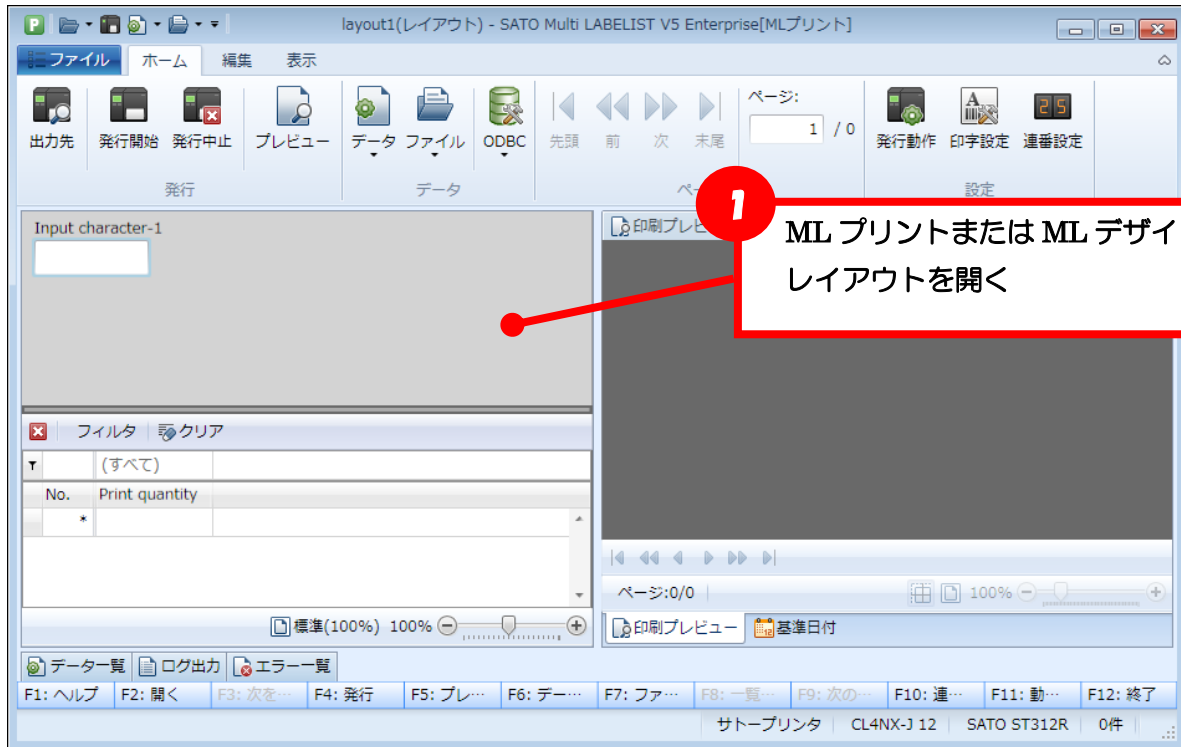 layout1(レイアウト) - SATO Multi LABELIST V5 Enterprise[MLプリント]
ファイル ホーム 編集 表示
出力先 発行開始 発行中止 プレビュー データ ファイル ODBC 先頭 前 次 末尾 ページ: 1 / 0 発行動作 印字設定 連番設定
発行 データ 設定
Input character-1
印刷プレビ
1
ML プリントまたは ML デザイ
レイアウトを開く
フィルタ クリア
(すべて)
No. Print quantity
*
標準(100%) 100%
ページ:0/0 100%
印刷プレビュー 基準日付
データ一覧 ログ出力 エラー一覧
F1: ヘルプ F2: 開く F3: 次を… F4: 発行 F5: プレ… F6: デー… F7: ファ… F8: 一覧… F9: 次の… F10: 連… F11: 動… F12: 終了
サトープリンタ CL4NX-J 12 SATO ST312R 0件